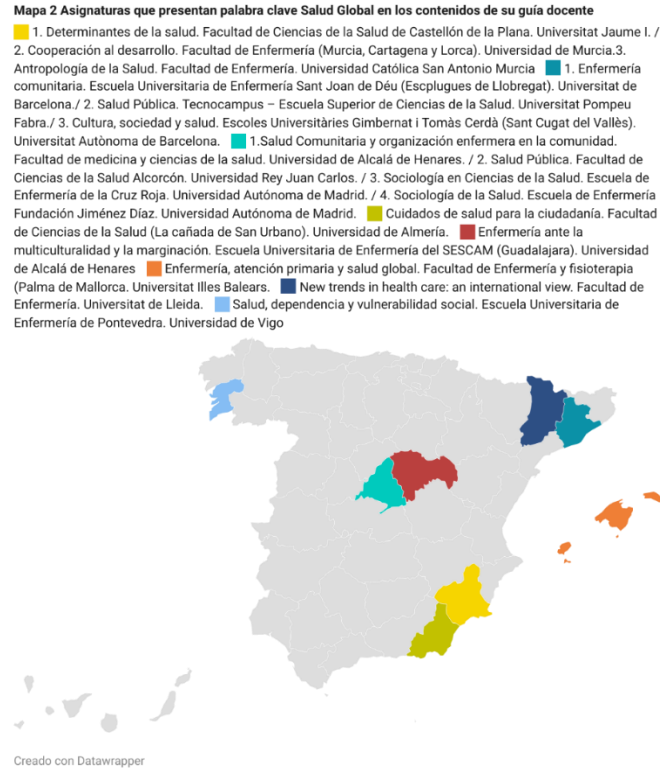 Mapa 2 Asignaturas que presentan palabra clave Salud Global en los contenidos de su guía docente
1. Determinantes de la salud. Facultad de Ciencias de la Salud de Castellón de la Plana. Universitat Jaume I. /
2. Cooperación al desarrollo. Facultad de Enfermería (Murcia, Cartagena y Lorca). Universidad de Murcia.3.
Antropología de la Salud. Facultad de Enfermería. Universidad Católica San Antonio Murcia 1. Enfermería
comunitaria. Escuela Universitaria de Enfermería Sant Joan de Déu (Esplugues de Llobregat). Universitat de
Barcelona./ 2. Salud Pública. Tecnocampus – Escuela Superior de Ciencias de la Salud. Universitat Pompeu
Fabra./ 3. Cultura, sociedad y salud. Escoles Universitàries Gimbernat i Tomàs Cerdà (Sant Cugat del Vallès).
Universitat Autònoma de Barcelona. 1.Salud Comunitaria y organización enfermera en la comunidad.
Facultad de medicina y ciencias de la salud. Universidad de Alcalá de Henares. / 2. Salud Pública. Facultad de
Ciencias de la Salud Alcorcón. Universidad Rey Juan Carlos. / 3. Sociología en Ciencias de la Salud. Escuela de
Enfermería de la Cruz Roja. Universidad Autónoma de Madrid. / 4. Sociología de la Salud. Escuela de Enfermería
Fundación Jiménez Díaz. Universidad Autónoma de Madrid. Cuidados de salud para la ciudadanía. Facultad
de Ciencias de la Salud (La cañada de San Urbano). Universidad de Almería. Enfermería ante la
multiculturalidad y la marginación. Escuela Universitaria de Enfermería del SESCAM (Guadalajara). Universidad
de Alcalá de Henares Enfermería, atención primaria y salud global. Facultad de Enfermería y fisioterapia
(Palma de Mallorca. Universitat Illes Balears. New trends in health care: an international view. Facultad de
Enfermería. Universitat de Lleida. Salud, dependencia y vulnerabilidad social. Escuela Universitaria de
Enfermería de Pontevedra. Universidad de Vigo
Creado con Datawrapper